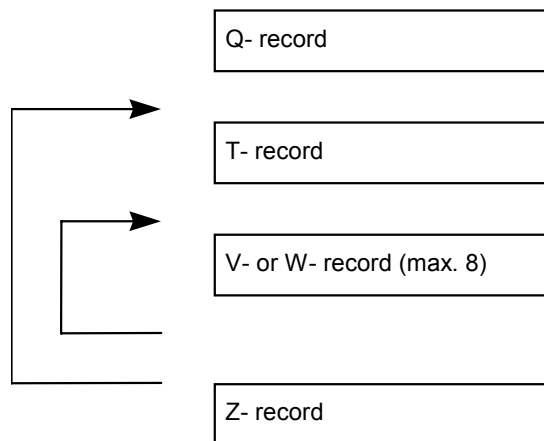 Q- record
T- record
V- or W- record (max. 8)
Z- record